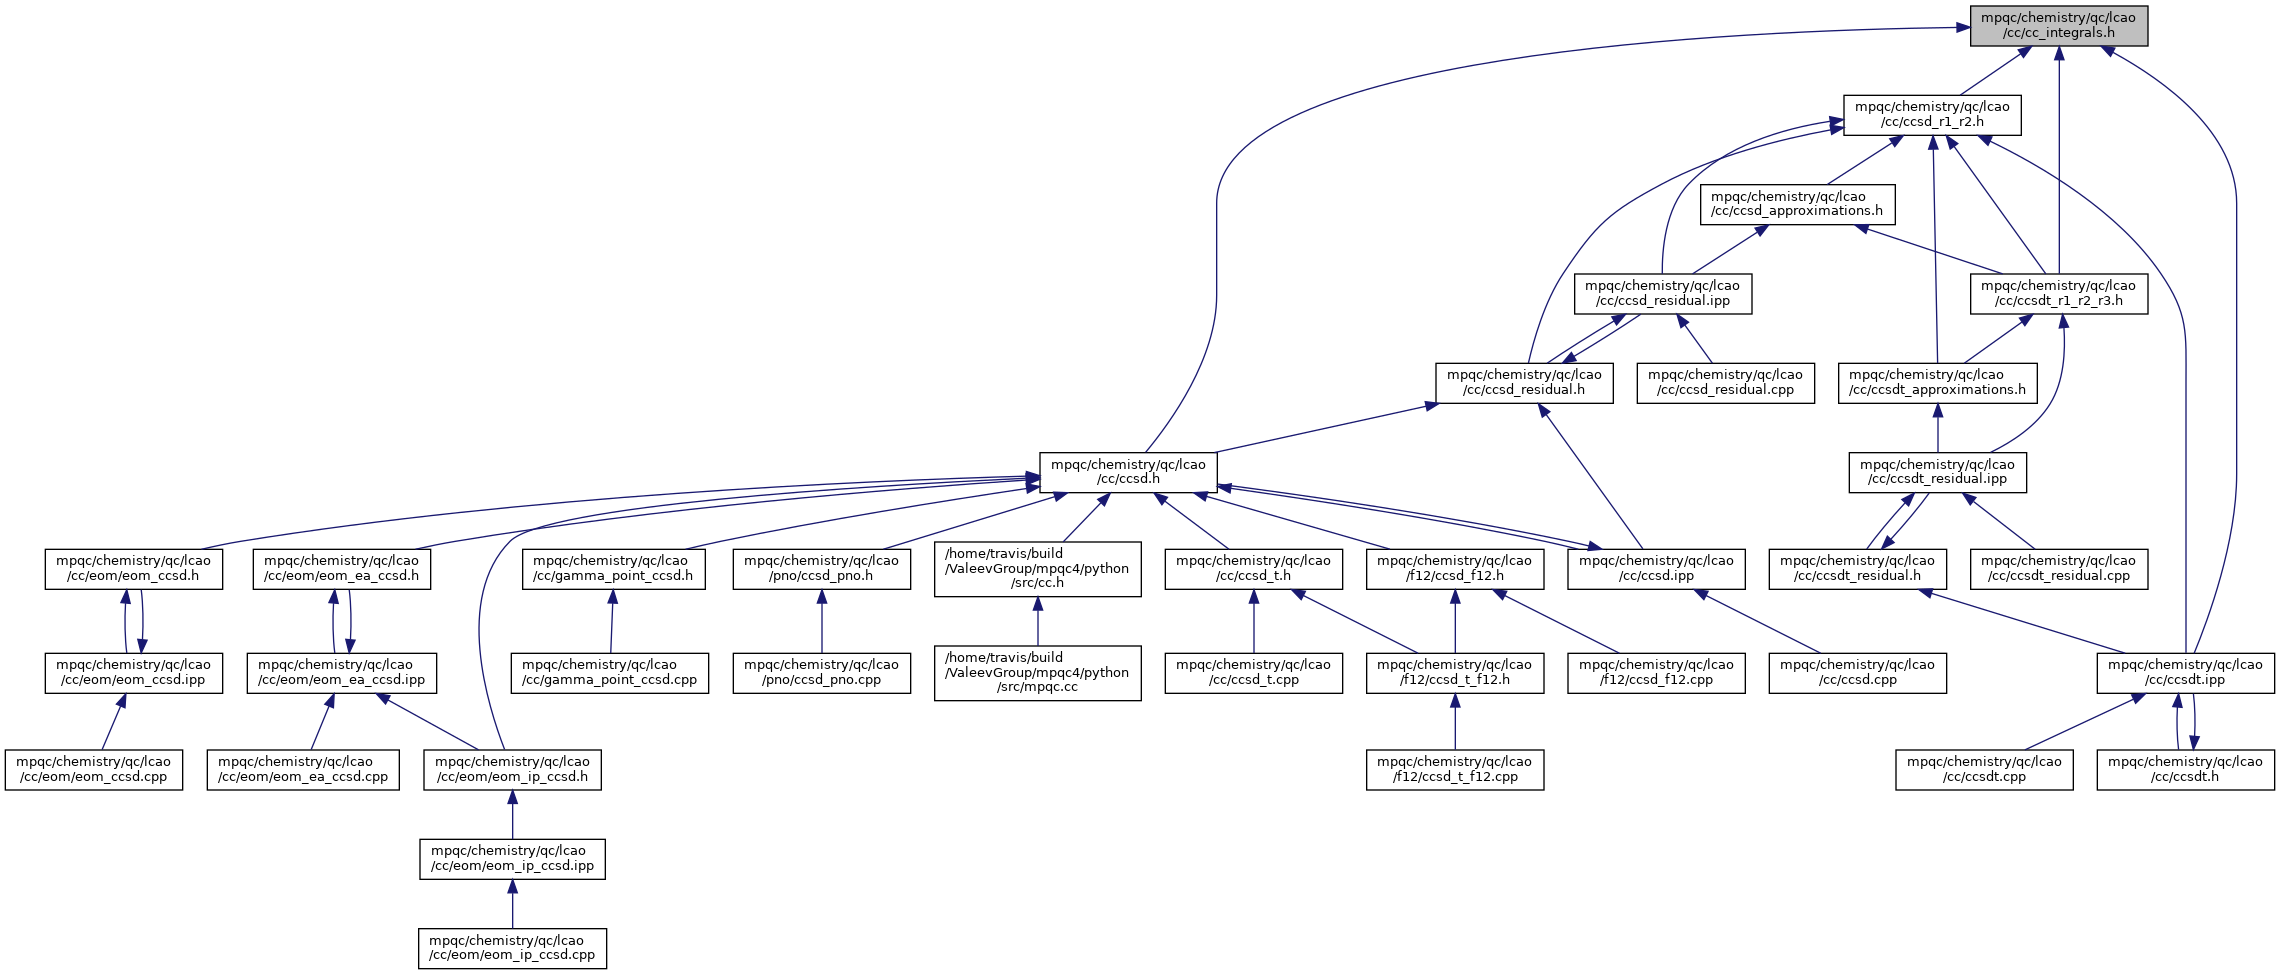 mpqc/chemistry/qc/lcao
/cc/cc_integrals.h
mpqc/chemistry/qc/lcao
/cc/ccsd_r1_r2.h
mpqc/chemistry/qc/lcao
/cc/ccsd_approximations.h
mpqc/chemistry/qc/lcao
/cc/ccsd_residual.ipp
mpqc/chemistry/qc/lcao
/cc/ccsdt_r1_r2_r3.h
mpqc/chemistry/qc/lcao
/cc/ccsd_residual.h
mpqc/chemistry/qc/lcao
/cc/ccsd_residual.cpp
mpqc/chemistry/qc/lcao
/cc/ccsdt_approximations.h
mpqc/chemistry/qc/lcao
/cc/ccsd.h
mpqc/chemistry/qc/lcao
/cc/ccsdt_residual.ipp
mpqc/chemistry/qc/lcao
/cc/eom/eom_ccsd.h
mpqc/chemistry/qc/lcao
/cc/eom/eom_ea_ccsd.h
mpqc/chemistry/qc/lcao
/cc/gamma_point_ccsd.h
mpqc/chemistry/qc/lcao
/pno/ccsd_pno.h
/home/travis/build
/ValeevGroup/mpqc4/python
/src/cc.h
mpqc/chemistry/qc/lcao
/cc/ccsd_t.h
mpqc/chemistry/qc/lcao
/f12/ccsd_f12.h
mpqc/chemistry/qc/lcao
/cc/ccsd.ipp
mpqc/chemistry/qc/lcao
/cc/ccsdt_residual.h
mpqc/chemistry/qc/lcao
/cc/ccsdt_residual.cpp
mpqc/chemistry/qc/lcao
/cc/eom/eom_ccsd.ipp
mpqc/chemistry/qc/lcao
/cc/eom/eom_ea_ccsd.ipp
mpqc/chemistry/qc/lcao
/cc/gamma_point_ccsd.cpp
mpqc/chemistry/qc/lcao
/pno/ccsd_pno.cpp
/home/travis/build
/ValeevGroup/mpqc4/python
/src/mpqc.cc
mpqc/chemistry/qc/lcao
/cc/ccsd_t.cpp
mpqc/chemistry/qc/lcao
/f12/ccsd_t_f12.h
mpqc/chemistry/qc/lcao
/f12/ccsd_f12.cpp
mpqc/chemistry/qc/lcao
/cc/ccsd.cpp
mpqc/chemistry/qc/lcao
/cc/ccsdt.ipp
mpqc/chemistry/qc/lcao
/cc/eom/eom_ccsd.cpp
mpqc/chemistry/qc/lcao
/cc/eom/eom_ea_ccsd.cpp
mpqc/chemistry/qc/lcao
/cc/eom/eom_ip_ccsd.h
mpqc/chemistry/qc/lcao
/f12/ccsd_t_f12.cpp
mpqc/chemistry/qc/lcao
/cc/ccsdt.cpp
mpqc/chemistry/qc/lcao
/cc/ccsdt.h
mpqc/chemistry/qc/lcao
/cc/eom/eom_ip_ccsd.ipp
mpqc/chemistry/qc/lcao
/cc/eom/eom_ip_ccsd.cpp